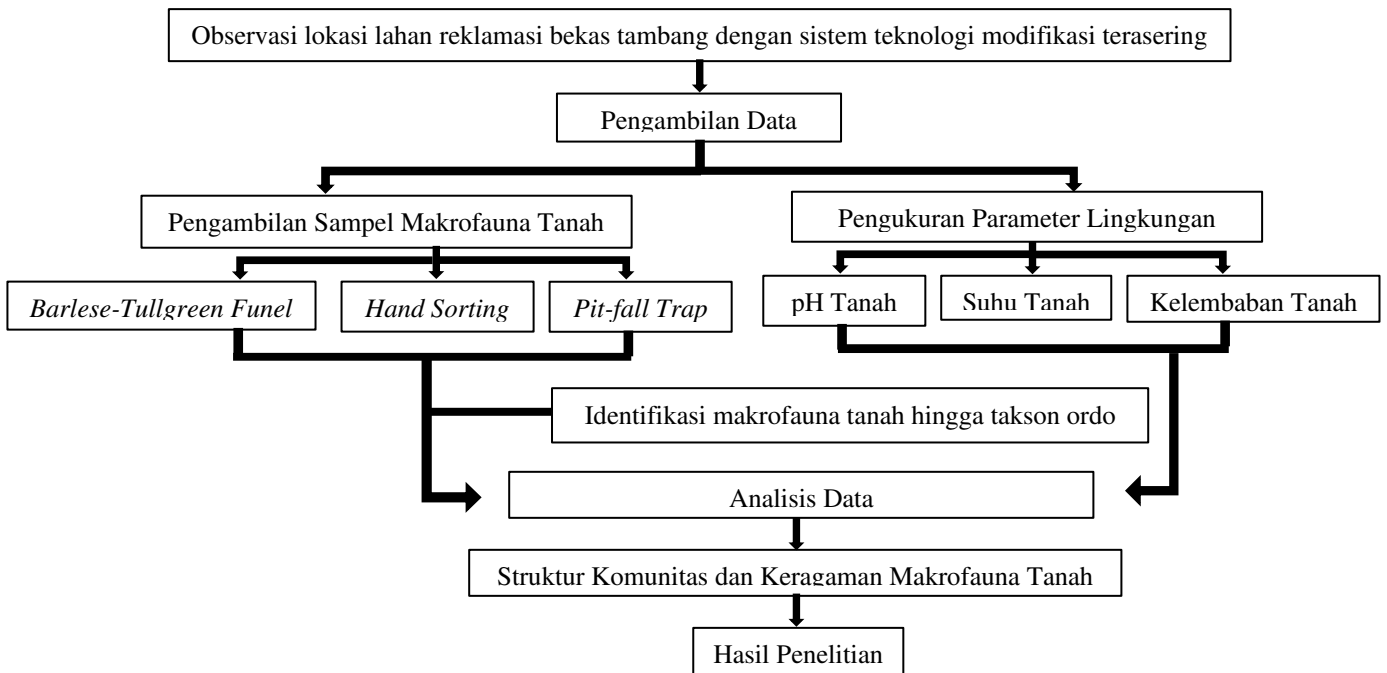 Observasi lokasi lahan reklamasi bekas tambang dengan sistem teknologi modifikasi terasering
Pengambilan Data
Pengambilan Sampel Makrofauna Tanah
Pengukuran Parameter Lingkungan
Barlese-Tullgreen Funel
Hand Sorting
Pit-fall Trap
pH Tanah
Suhu Tanah
Kelembaban Tanah
Identifikasi makrofauna tanah hingga takson ordo
Analisis Data
Struktur Komunitas dan Keragaman Makrofauna Tanah
Hasil Penelitian